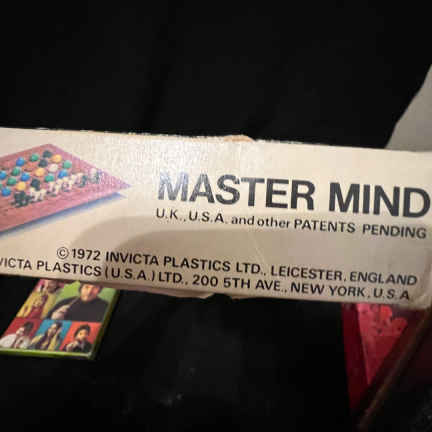 MASTER MIND
U.K., U.S.A. and other PATENTS PENDING
©1972 INVICTA PLASTICS LTD., LEICESTER, ENGLAND
VICTA PLASTICS (U.S.A.) LTD., 200 5TH AVE., NEW YORK, U.S.A.